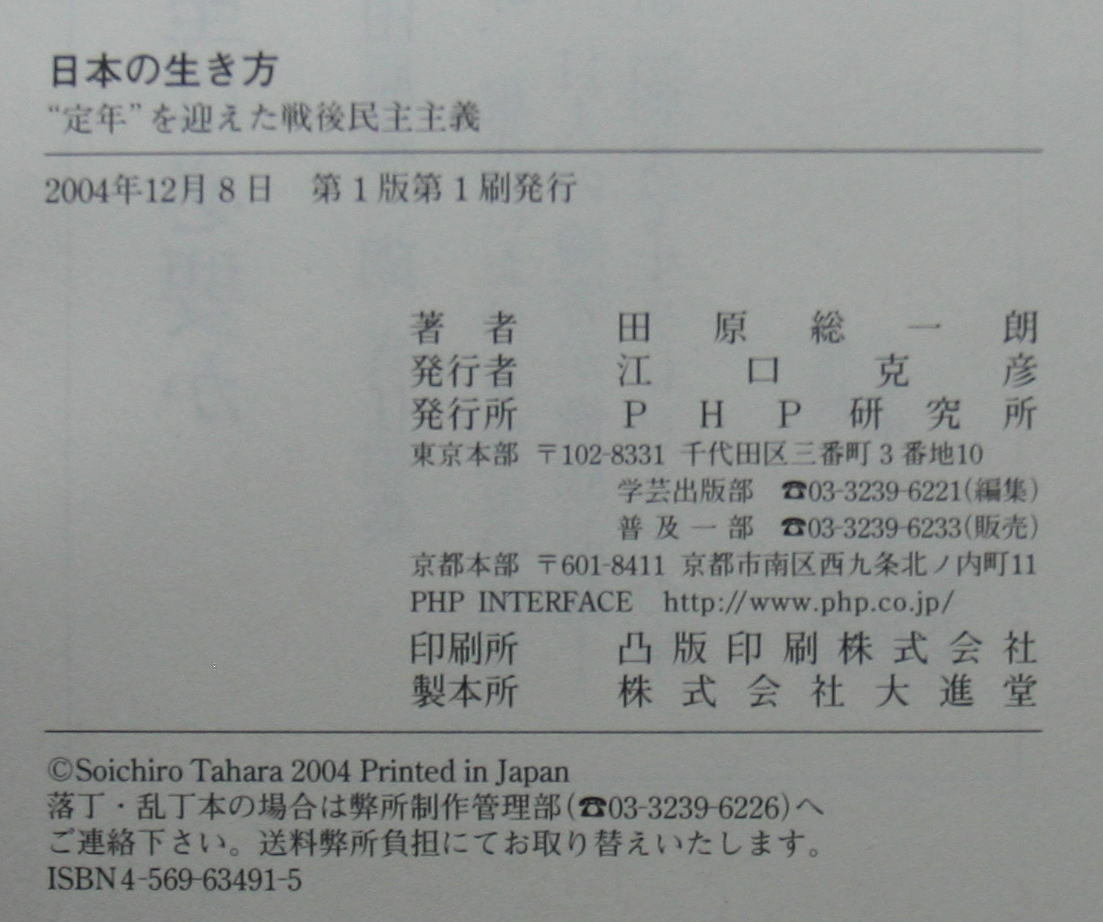 日本の生き方
“定年”を迎えた戦後民主主義
2004年12月8日　第1版第1刷発行
著者　田原総一朗
発行者　江口克彦
発行所　PHP研究所
東京本部　〒102-8331　千代田区三番町3番地10
学芸出版部　☎03-3239-6221(編集)
普及一部　☎03-3239-6233(販売)
京都本部　〒601-8411　京都市南区西九条北ノ内町11
PHP INTERFACE　http://www.php.co.jp/
印刷所　凸版印刷株式会社
製本所　株式会社大進堂
©Soichiro Tahara 2004 Printed in Japan
落丁・乱丁本の場合は弊所制作管理部(☎03-3239-6226)へ
ご連絡下さい。送料弊所負担にてお取り替えいたします。
ISBN4-569-63491-5